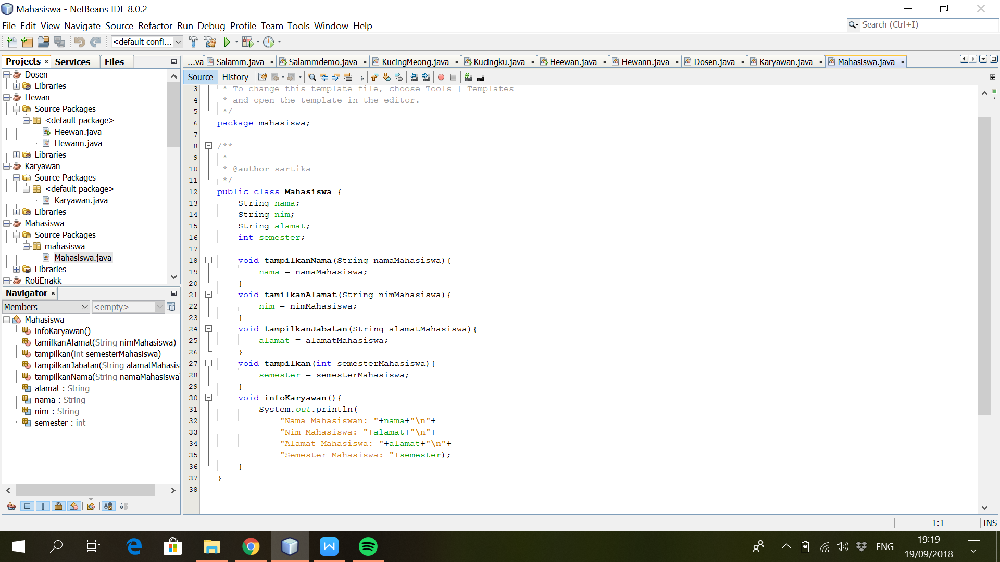 Mahasiswa - NetBeans IDE 8.0.2
File Edit View Navigate Source Refactor Run Debug Profile Team Tools Window Help
Search (Ctrl+I)
<default confi...
Projects Services Files
...va Salamm.java Salammdemo.java KucingMeong.java Kucingku.java Heewan.java Hewann.java Dosen.java Karyawan.java Mahasiswa.java
Source History
Dosen
Libraries
Hewan
Source Packages
<default package>
Heewan.java
Hewann.java
Libraries
Karyawan
Source Packages
<default package>
Karyawan.java
Libraries
Mahasiswa
Source Packages
mahasiswa
Mahasiswa.java
Libraries
RotiEnakk
Navigator
Members <empty>
Mahasiswa
infoKaryawan()
tamilkanAlamat(String nimMahasiswa)
tampilkan(int semesterMahasiswa)
tampilkanJabatan(String alamatMahasis
tampilkanNama(String namaMahasiswa)
alamat : String
nama : String
nim : String
semester : int
3 * To change this template file, choose Tools | Templates
4 * and open the template in the editor.
5 */
6 package mahasiswa;
7
8 /**
9 *
10 * @author sartika
11 */
12 public class Mahasiswa {
13 String nama;
14 String nim;
15 String alamat;
16 int semester;
17
18 void tampilkanNama(String namaMahasiswa){
19 nama = namaMahasiswa;
20 }
21 void tamilkanAlamat(String nimMahasiswa){
22 nim = nimMahasiswa;
23 }
24 void tampilkanJabatan(String alamatMahasiswa){
25 alamat = alamatMahasiswa;
26 }
27 void tampilkan(int semesterMahasiswa){
28 semester = semesterMahasiswa;
29 }
30 void infoKaryawan(){
31 System.out.println(
32 "Nama Mahasiswan: "+nama+"\n"+
33 "Nim Mahasiswa: "+alamat+"\n"+
34 "Alamat Mahasiswa: "+alamat+"\n"+
35 "Semester Mahasiswa: "+semester);
36 }
37 }
38
1:1 INS
ENG
19:19
19/09/2018